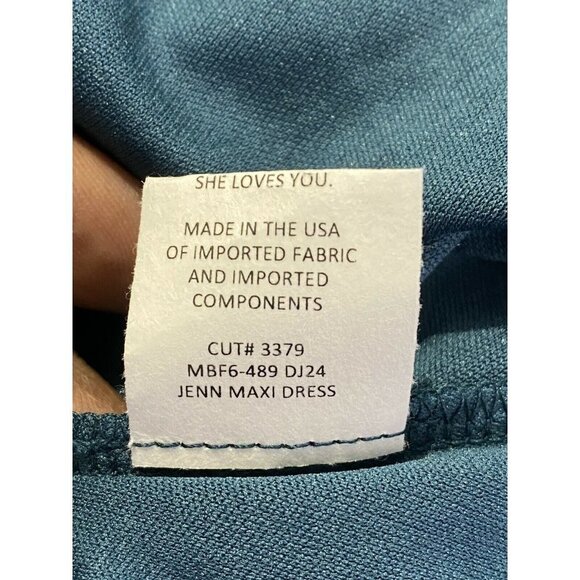 SHE LOVES YOU.
MADE IN THE USA
OF IMPORTED FABRIC
AND IMPORTED
COMPONENTS
CUT# 3379
MBF6-489 DJ24
JENN MAXI DRESS